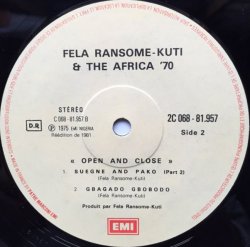 FELA RANSOME-KUTI
& THE AFRICA '70
STÉRÉO
C 068-81.957 B
℗ 1975 EMI NIGERIA
Réédition de 1981
2C 068-81.957
Side 2
D.R.
« OPEN AND CLOSE »
1. SUEGNE AND PAKO (Part 2)
(Fela Ransome-Kuti)
2. GBAGADO GBOBODO
(Fela Ransome-Kuti)
Produit par Fela Ransome-Kuti
EMI